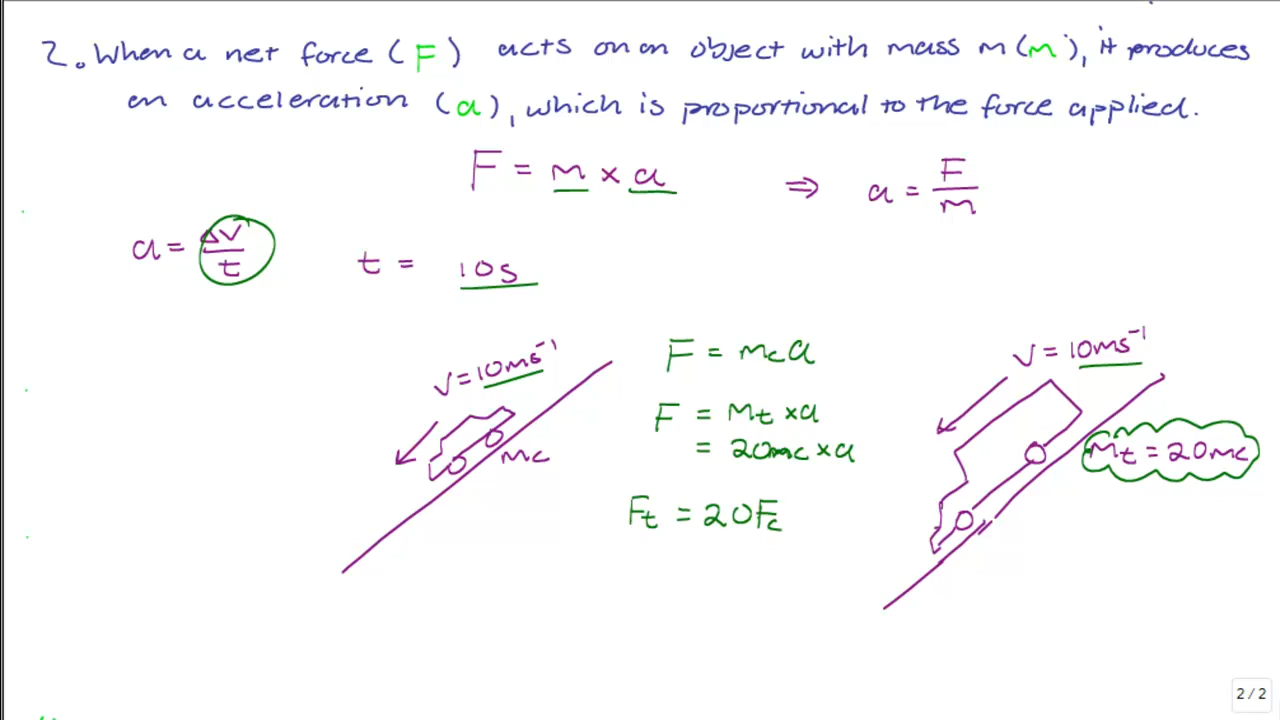 2. When a net force (F) acts on an object with mass m (m), it produces
an acceleration (a), which is proportional to the force applied.
F = m × a ⇒ a = F/m
a = ΔV/t t = 10s
V = 10ms⁻¹
mc
F = mca
F = Mt × a
= 20mc × a
Ft = 20Fc
V = 10ms⁻¹
Mt = 20mc
2 / 2